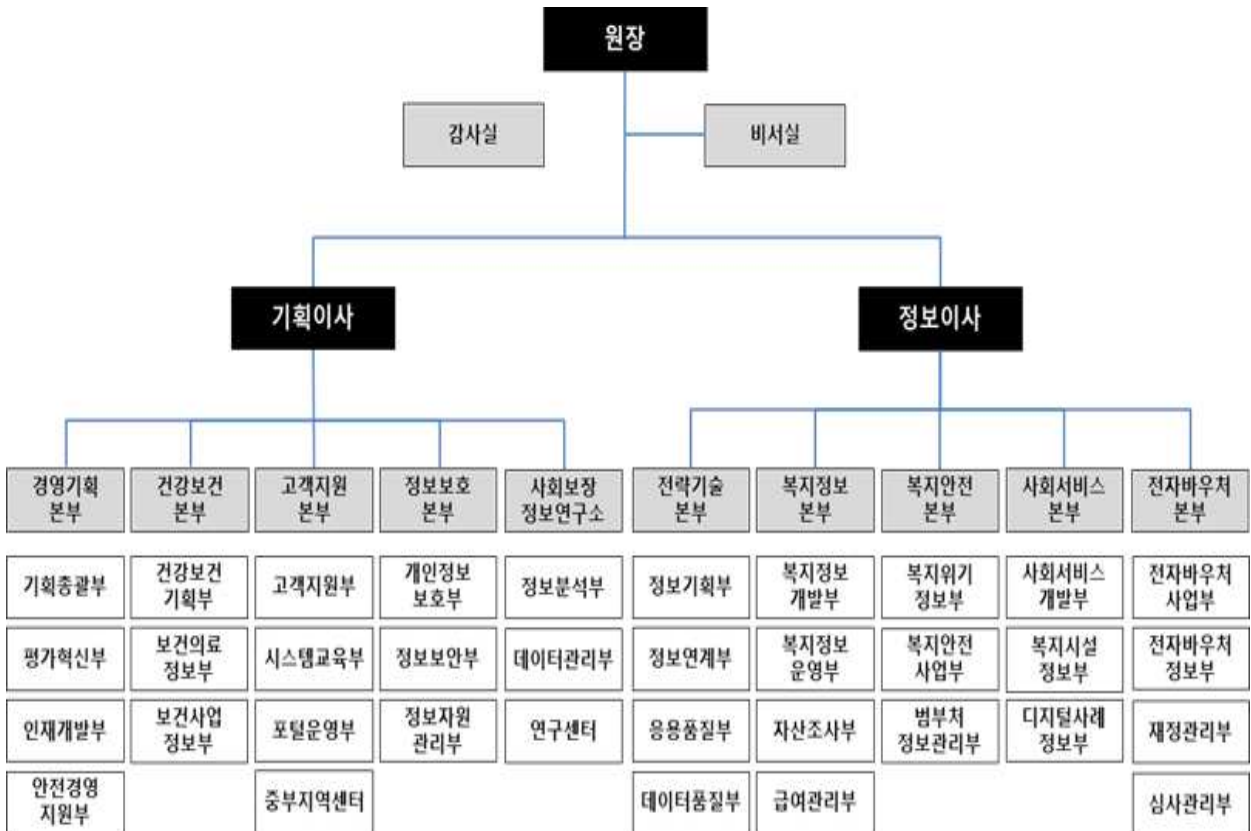 원장
감사실
비서실
기획이사
정보이사
경영기획
본부
건강보건
본부
고객지원
본부
정보보호
본부
사회보장
정보연구소
전략기술
본부
복지정보
본부
복지안전
본부
사회서비스
본부
전자바우처
본부
기획총괄부
건강보건
기획부
고객지원부
개인정보
보호부
정보분석부
정보기획부
복지정보
개발부
복지위기
정보부
사회서비스
개발부
전자바우처
사업부
평가혁신부
보건의료
정보부
시스템교육부
정보보안부
데이터관리부
정보연계부
복지정보
운영부
복지안전
사업부
복지시설
정보부
전자바우처
정보부
인재개발부
보건사업
정보부
포털운영부
정보자원
관리부
연구센터
응용품질부
자산조사부
범부처
정보관리부
디지털사례
정보부
재정관리부
안전경영
지원부
중부지역센터
데이터품질부
급여관리부
심사관리부